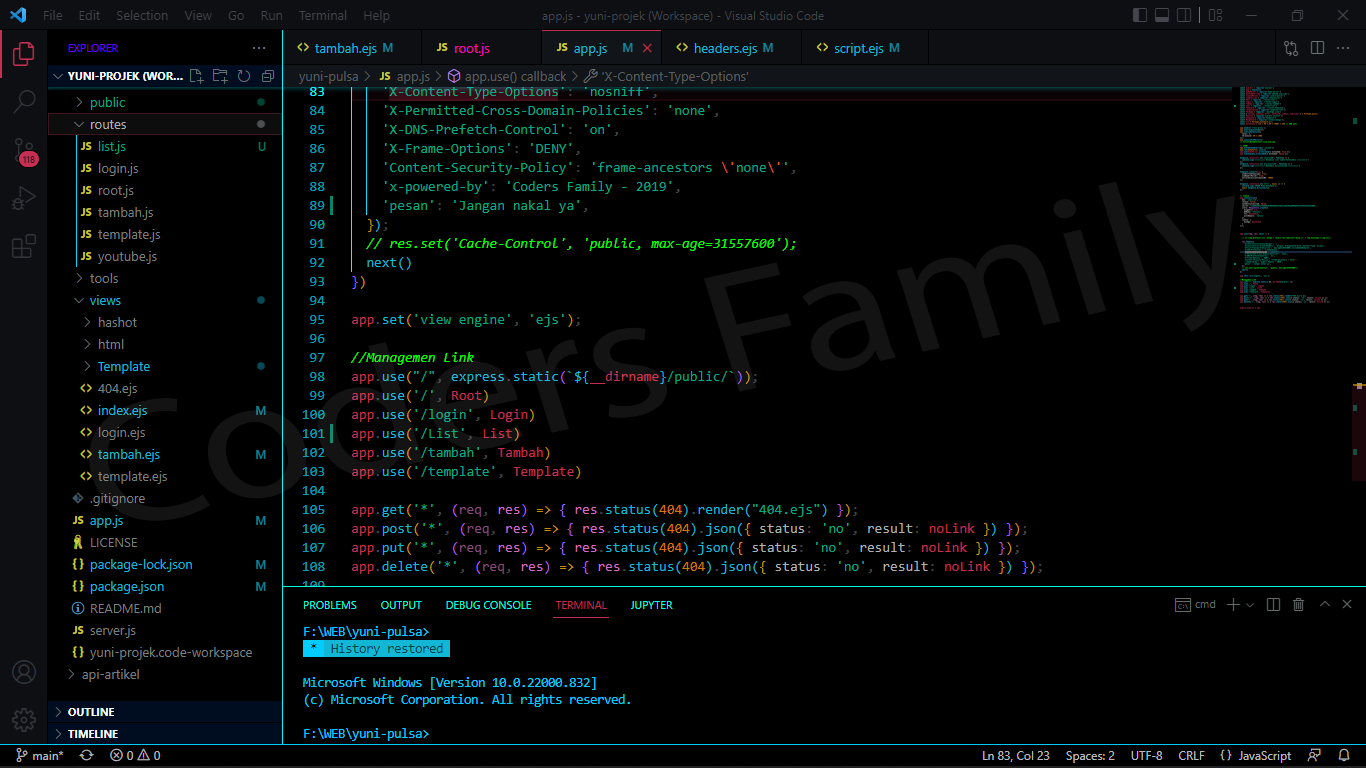 File Edit Selection View Go Run Terminal Help app.js - yuni-projek (Workspace) - Visual Studio Code
EXPLORER
YUNI-PROJEK (WOR...
public
routes
JS list.js U
JS login.js
JS root.js
JS tambah.js
JS template.js
JS youtube.js
tools
views
hashot
html
Template
<> 404.ejs
<> index.ejs M
<> login.ejs
<> tambah.ejs M
<> template.ejs
.gitignore
JS app.js M
LICENSE
{} package-lock.json M
{} package.json M
README.md
JS server.js
{} yuni-projek.code-workspace
api-artikel
OUTLINE
TIMELINE
118
<> tambah.ejs M JS root.js JS app.js M <> headers.ejs M <> script.ejs M
yuni-pulsa > JS app.js > app.use() callback > 'X-Content-Type-Options'
83 'X-Content-Type-Options': 'nosniff',
84 'X-Permitted-Cross-Domain-Policies': 'none',
85 'X-DNS-Prefetch-Control': 'on',
86 'X-Frame-Options': 'DENY',
87 'Content-Security-Policy': 'frame-ancestors \'none\'',
88 'x-powered-by': 'Coders Family - 2019',
89 'pesan': 'Jangan nakal ya',
90 });
91 // res.set('Cache-Control', 'public, max-age=31557600');
92 next()
93 })
94
95 app.set('view engine', 'ejs');
96
97 //Managemen Link
98 app.use("/", express.static(`${__dirname}/public/`));
99 app.use('/', Root)
100 app.use('/login', Login)
101 app.use('/List', List)
102 app.use('/tambah', Tambah)
103 app.use('/template', Template)
104
105 app.get('*', (req, res) => { res.status(404).render("404.ejs") });
106 app.post('*', (req, res) => { res.status(404).json({ status: 'no', result: noLink }) });
107 app.put('*', (req, res) => { res.status(404).json({ status: 'no', result: noLink }) });
108 app.delete('*', (req, res) => { res.status(404).json({ status: 'no', result: noLink }) });
109
Coders Family
PROBLEMS OUTPUT DEBUG CONSOLE TERMINAL JUPYTER cmd
F:\WEB\yuni-pulsa>
* History restored
Microsoft Windows [Version 10.0.22000.832]
(c) Microsoft Corporation. All rights reserved.
F:\WEB\yuni-pulsa>
main* 0 0 Ln 83, Col 23 Spaces: 2 UTF-8 CRLF {} JavaScript